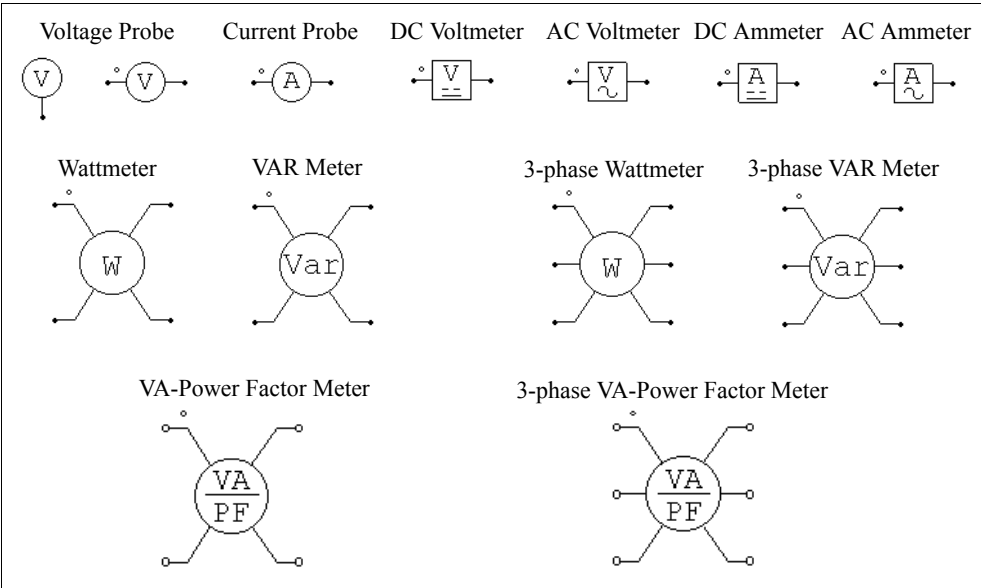 Voltage Probe Current Probe DC Voltmeter AC Voltmeter DC Ammeter AC Ammeter
V V A V V A A
Wattmeter VAR Meter 3-phase Wattmeter 3-phase VAR Meter
W Var W Var
VA-Power Factor Meter 3-phase VA-Power Factor Meter
VA VA
PF PF